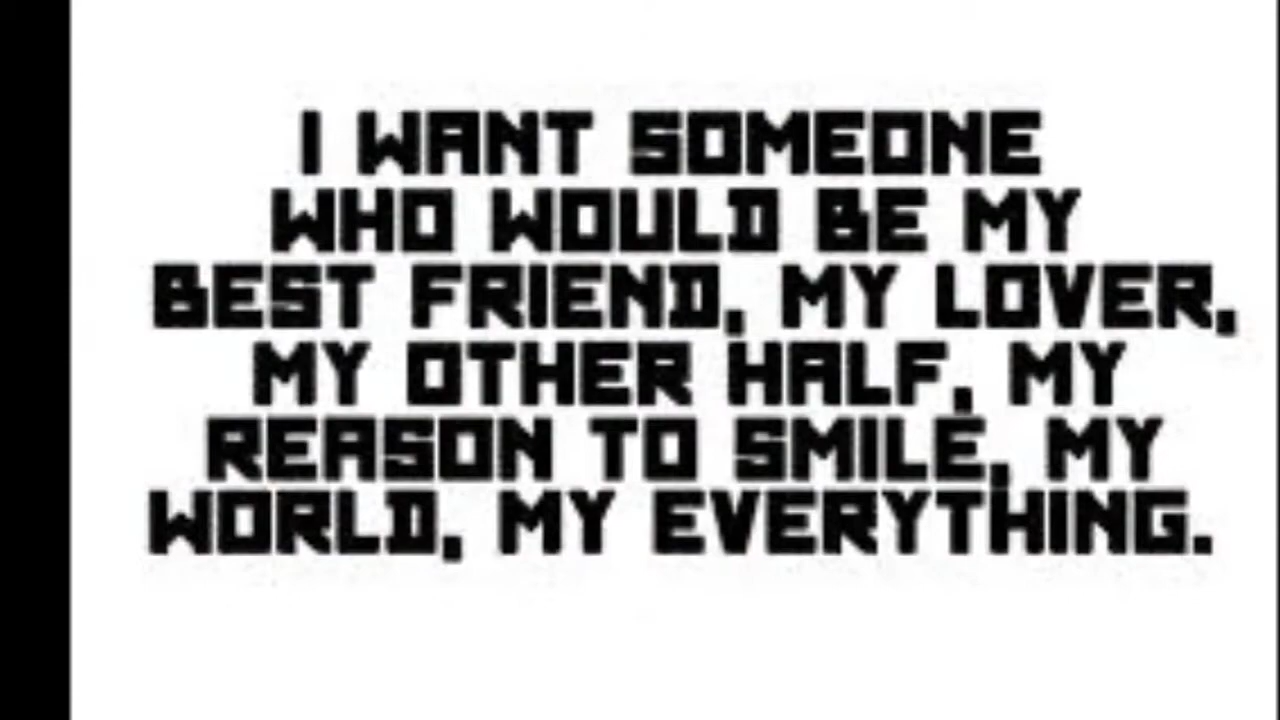 I WANT SOMEONE
WHO WOULD BE MY
BEST FRIEND, MY LOVER,
MY OTHER HALF, MY
REASON TO SMILE, MY
WORLD, MY EVERYTHING.